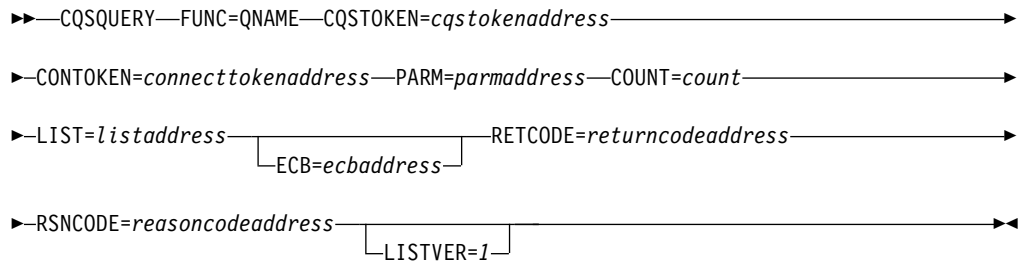 CQSQUERY FUNC=QNAME CQSTOKEN=cqstokenaddress
CONTOKEN=connecttokenaddress PARM=parmaddress COUNT=count
LIST=listaddress RETCODE=returncodeaddress
ECB=ecbaddress
RSNCODE=reasoncodeaddress
LISTVER=1